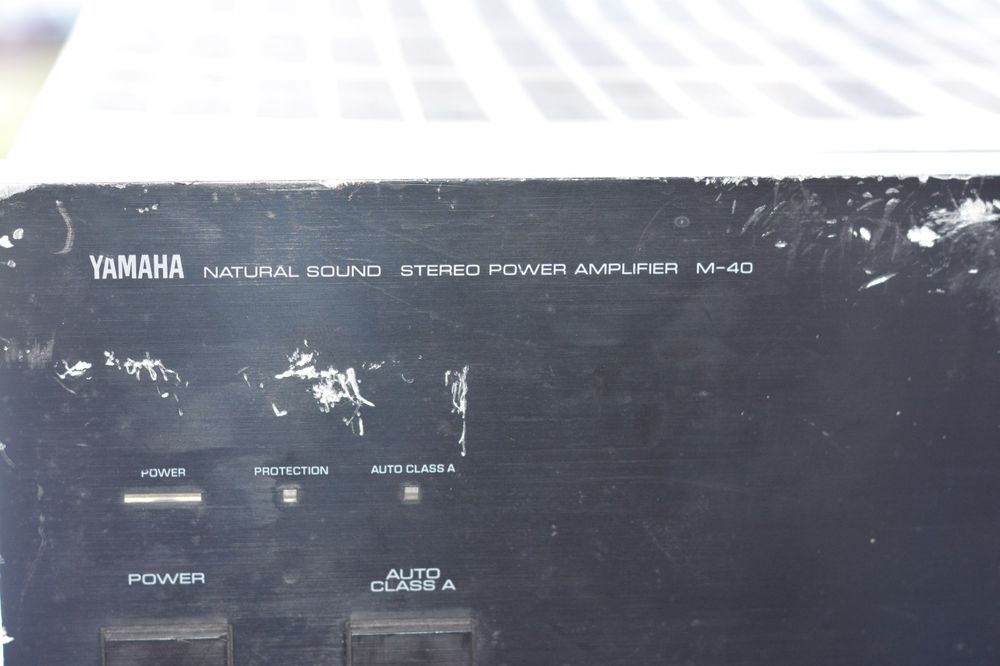 YAMAHA NATURAL SOUND STEREO POWER AMPLIFIER M-40
POWER PROTECTION AUTO CLASS A
POWER AUTO
CLASS A